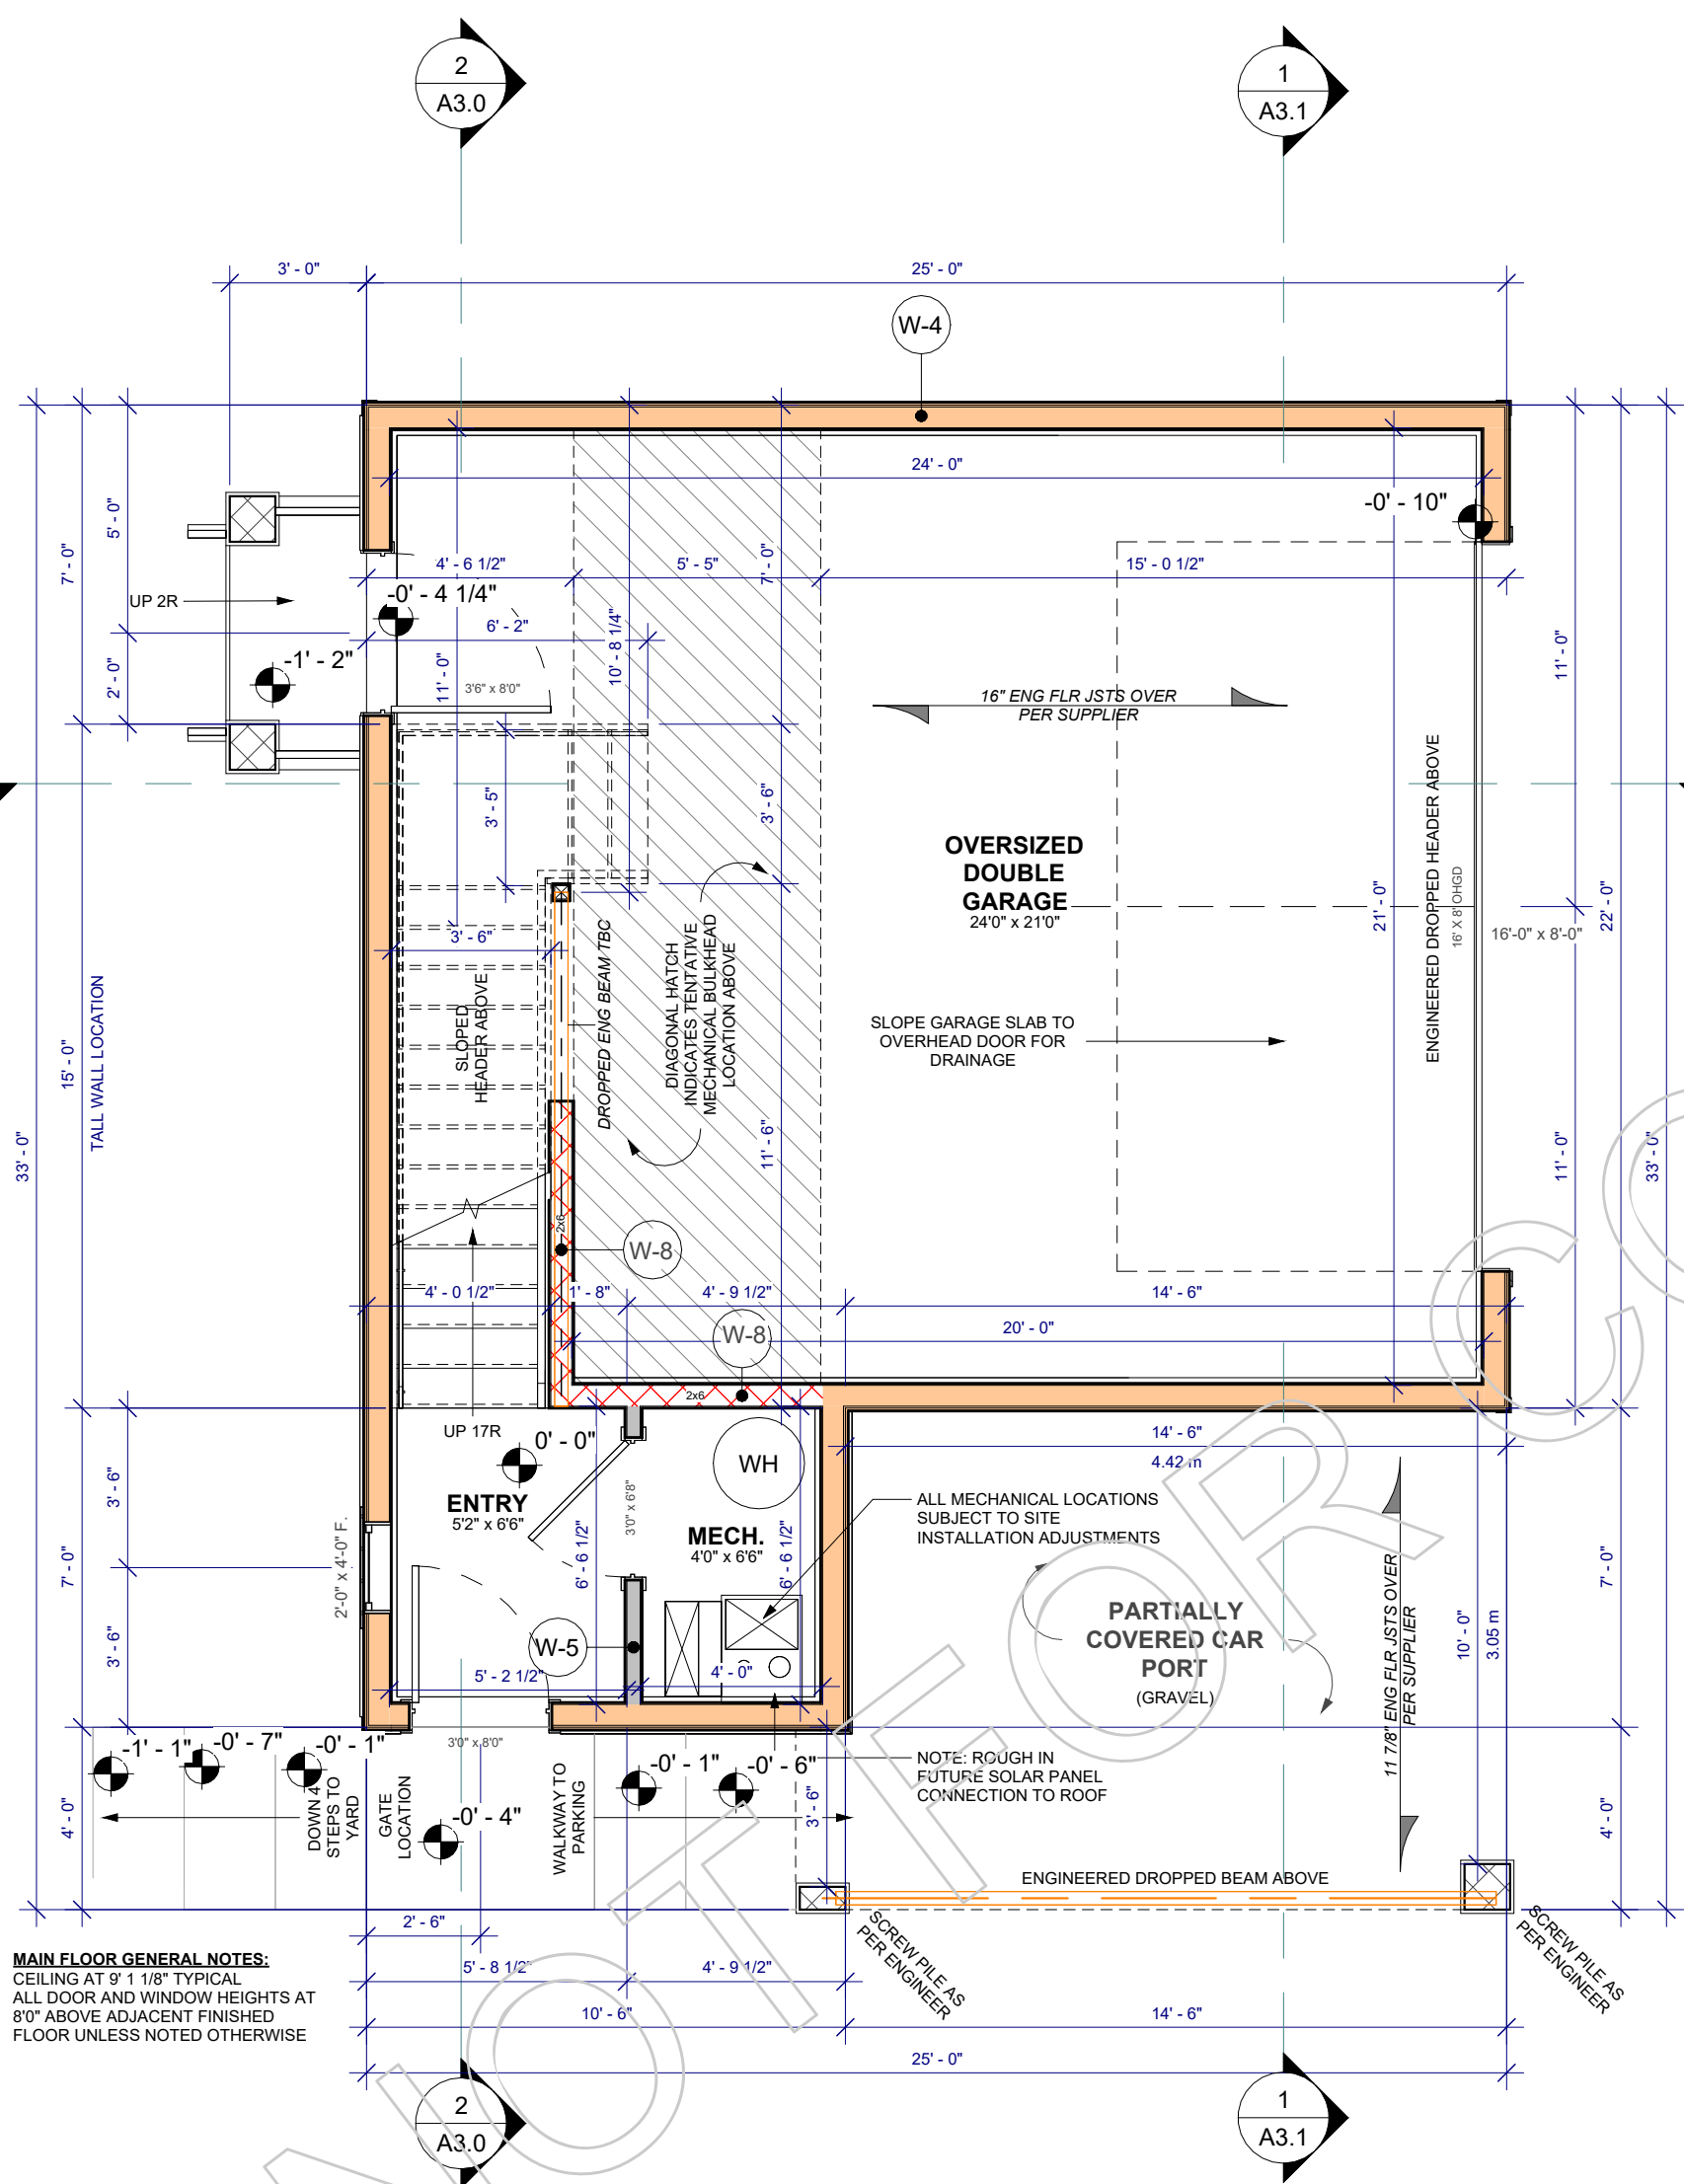 2
A3.0
1
A3.1
3' - 0"
25' - 0"
W-4
24' - 0"
-0' - 10"
5' - 0"
7' - 0"
4' - 6 1/2"
5' - 5"
7' - 0"
15' - 0 1/2"
UP 2R
-0' - 4 1/4"
6' - 2"
10' - 8 1/4"
-1' - 2"
2' - 0"
11' - 0"
3'6" x 8'0"
16" ENG FLR JSTS OVER
PER SUPPLIER
11' - 0"
3' - 5"
3' - 6"
ENGINEERED DROPPED HEADER ABOVE
16' X 8' OHGD
OVERSIZED
DOUBLE
GARAGE
24'0" x 21'0"
21' - 0"
16'-0" x 8'-0"
22' - 0"
3' - 6"
SLOPED
HEADER ABOVE
DROPPED ENG BEAM TBC
DIAGONAL HATCH
INDICATES TENTATIVE
MECHANICAL BULKHEAD
LOCATION ABOVE
SLOPE GARAGE SLAB TO
OVERHEAD DOOR FOR
DRAINAGE
TALL WALL LOCATION
15' - 0"
33' - 0"
11' - 6"
11' - 0"
33' - 0"
2x6
W-8
4' - 0 1/2"
1' - 8"
4' - 9 1/2"
14' - 6"
W-8
20' - 0"
2x6
UP 17R
0' - 0"
14' - 6"
4.42 m
WH
ENTRY
5'2" x 6'6"
3'0" x 6'8"
MECH.
4'0" x 6'6"
ALL MECHANICAL LOCATIONS
SUBJECT TO SITE
INSTALLATION ADJUSTMENTS
3' - 6"
7' - 0"
2'-0" x 4'-0" F.
6' - 6 1/2"
6' - 6 1/2"
7' - 0"
PARTIALLY
COVERED CAR
PORT
(GRAVEL)
11 7/8" ENG FLR JSTS OVER
PER SUPPLIER
10' - 0"
3.05 m
3' - 6"
W-5
5' - 2 1/2"
4' - 0"
-1' - 1"
-0' - 7"
-0' - 1"
3'0" x 8'0"
-0' - 1"
-0' - 6"
NOTE: ROUGH IN
FUTURE SOLAR PANEL
CONNECTION TO ROOF
4' - 0"
DOWN 4
STEPS TO
YARD
GATE
LOCATION
-0' - 4"
WALKWAY TO
PARKING
3' - 6"
4' - 0"
ENGINEERED DROPPED BEAM ABOVE
2' - 6"
SCREW PILE AS
PER ENGINEER
SCREW PILE AS
PER ENGINEER
MAIN FLOOR GENERAL NOTES:
CEILING AT 9' 1 1/8" TYPICAL
ALL DOOR AND WINDOW HEIGHTS AT
8'0" ABOVE ADJACENT FINISHED
FLOOR UNLESS NOTED OTHERWISE
5' - 8 1/2"
4' - 9 1/2"
10' - 6"
14' - 6"
25' - 0"
2
A3.0
1
A3.1
NOT FOR CO